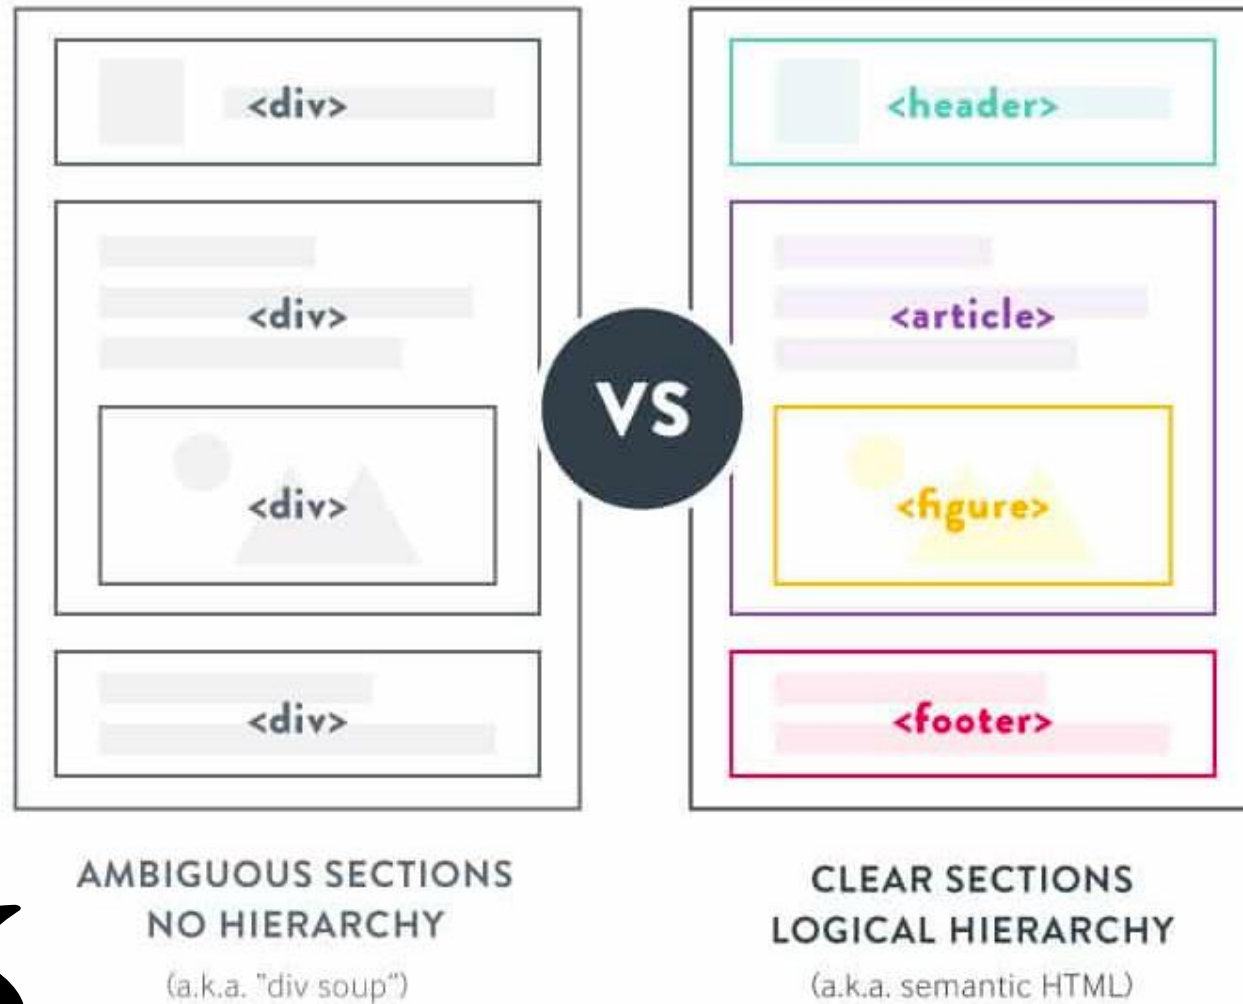 <div>
<div>
<div>
<div>
AMBIGUOUS SECTIONS
NO HIERARCHY
(a.k.a. "div soup")
VS
<header>
<article>
<figure>
<footer>
CLEAR SECTIONS
LOGICAL HIERARCHY
(a.k.a. semantic HTML)